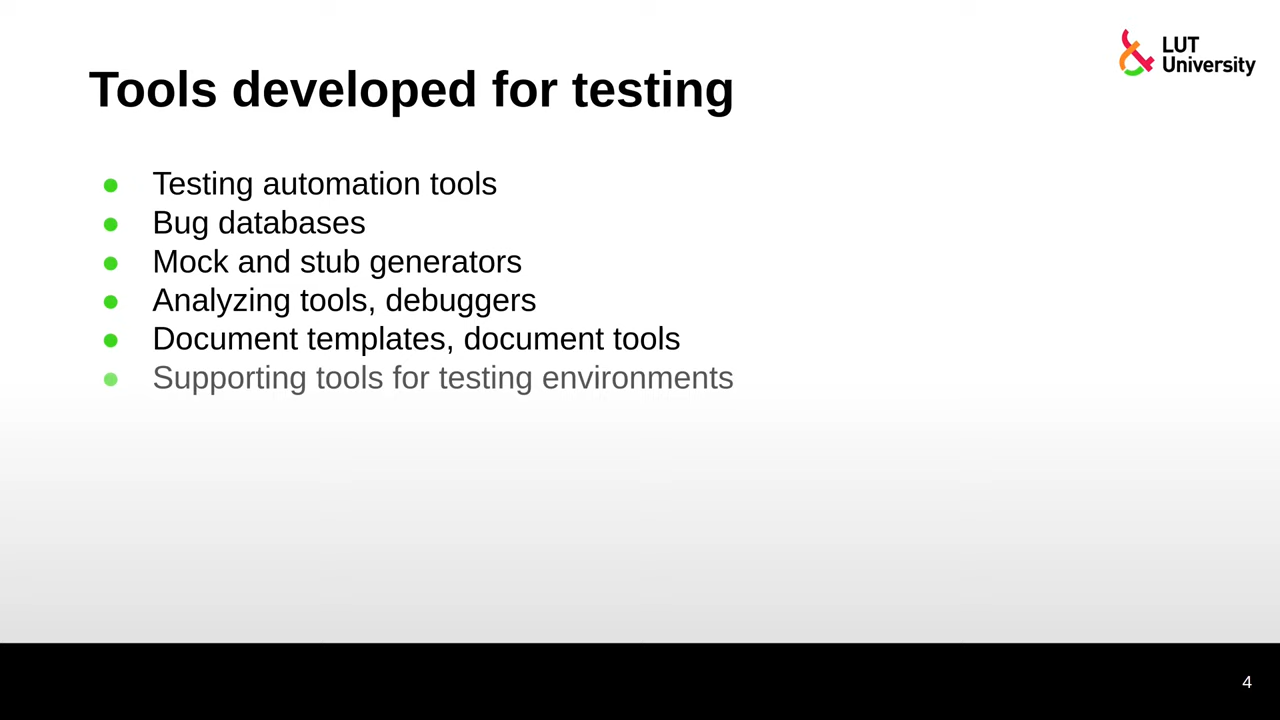 LUT
University
Tools developed for testing
● Testing automation tools
● Bug databases
● Mock and stub generators
● Analyzing tools, debuggers
● Document templates, document tools
● Supporting tools for testing environments
4